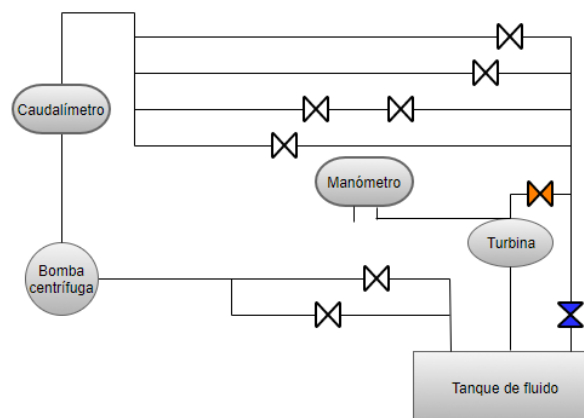 Caudalímetro
Manómetro
Turbina
Bomba
centrífuga
Tanque de fluido